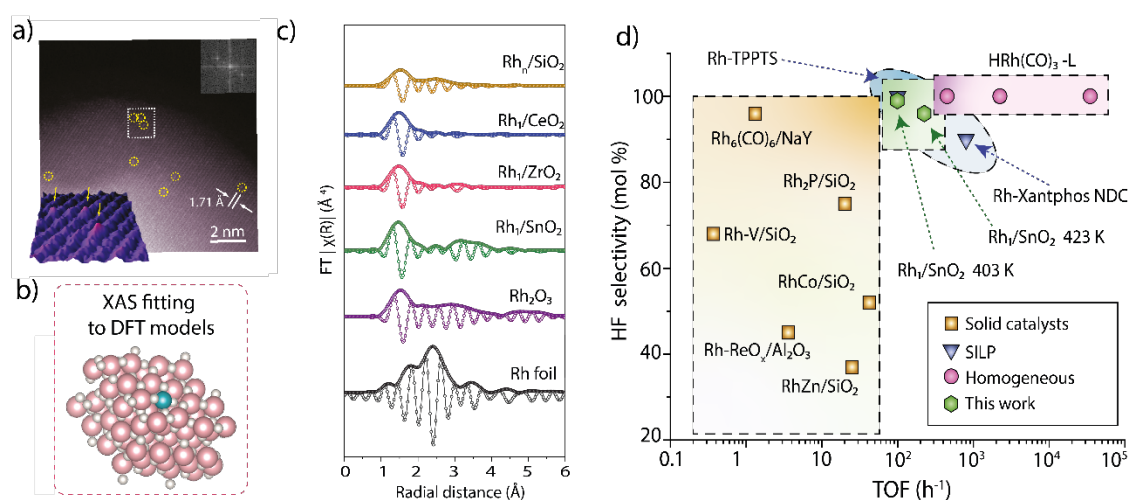 a)
1.71 Å
2 nm
b)
XAS fitting
to DFT models
c)
FT |χ(R)| (Å⁻⁴)
Rhₙ/SiO₂
Rh₁/CeO₂
Rh₁/ZrO₂
Rh₁/SnO₂
Rh₂O₃
Rh foil
0 1 2 3 4 5 6
Radial distance (Å)
d)
HF selectivity (mol %)
100
80
60
40
20
0.1 1 10 10² 10³ 10⁴ 10⁵
TOF (h⁻¹)
Rh-TPPTS
HRh(CO)₃ -L
Rh₆(CO)₆/NaY
Rh₂P/SiO₂
Rh-V/SiO₂
RhCo/SiO₂
Rh-ReOₓ/Al₂O₃
RhZn/SiO₂
Rh-Xantphos NDC
Rh₁/SnO₂ 423 K
Rh₁/SnO₂ 403 K
Solid catalysts
SILP
Homogeneous
This work